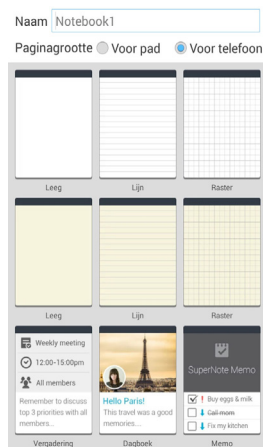 Naam Notebook1
Paginagrootte Voor pad Voor telefoon
Leeg Lijn Raster
Leeg Lijn Raster
Weekly meeting
12:00-15:00pm
All members
Remember to discuss
top 3 priorities with all
members...
Hello Paris!
This travel was a good
memories...
SuperNote Memo
Buy eggs & milk
Call mom
Fix my kitchen
Vergadering Dagboek Memo